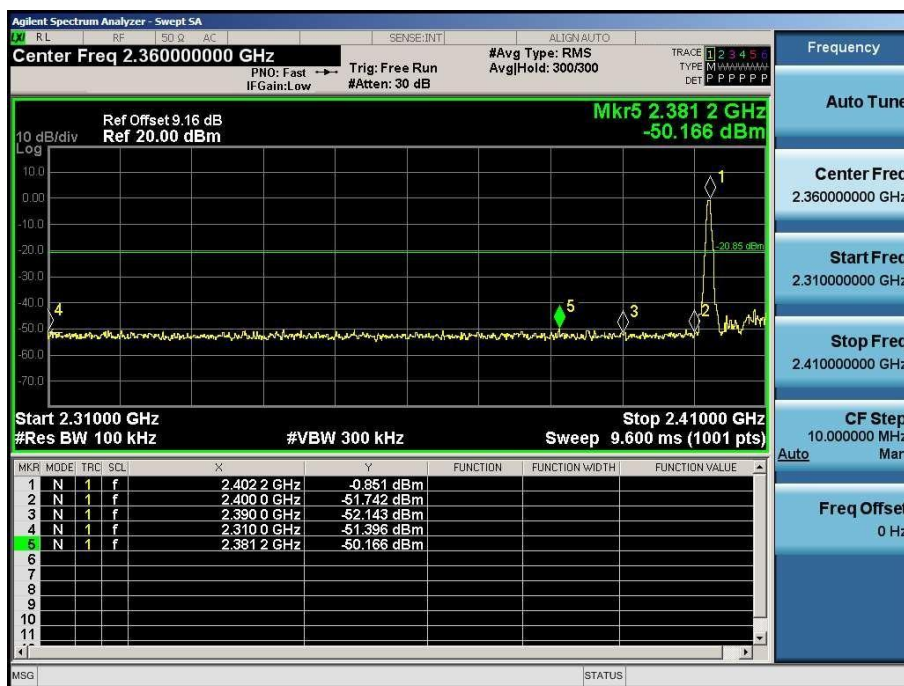 Agilent Spectrum Analyzer - Swept SA
LXI RL RF 50 Ω AC SENSE:INT ALIGN AUTO
Center Freq 2.360000000 GHz
PNO: Fast
IFGain:Low
Trig: Free Run
#Atten: 30 dB
#Avg Type: RMS
Avg|Hold: 300/300
TRACE 1 2 3 4 5 6
TYPE M W W W W W
DET P P P P P P
Frequency
Auto Tune
Center Freq
2.360000000 GHz
Start Freq
2.310000000 GHz
Stop Freq
2.410000000 GHz
CF Step
10.000000 MHz
Auto Man
Freq Offset
0 Hz
Mkr5 2.381 2 GHz
-50.166 dBm
Ref Offset 9.16 dB
10 dB/div Ref 20.00 dBm
Log
10.0
0.00
-10.0
-20.0
-30.0
-40.0
-50.0
-60.0
-70.0
1
-20.85 dBm
4
5
3
2
Start 2.31000 GHz Stop 2.41000 GHz
#Res BW 100 kHz #VBW 300 kHz Sweep 9.600 ms (1001 pts)
MKR MODE TRC SCL X Y FUNCTION FUNCTION WIDTH FUNCTION VALUE
1 N 1 f 2.402 2 GHz -0.851 dBm
2 N 1 f 2.400 0 GHz -51.742 dBm
3 N 1 f 2.390 0 GHz -52.143 dBm
4 N 1 f 2.310 0 GHz -51.396 dBm
5 N 1 f 2.381 2 GHz -50.166 dBm
6
7
8
9
10
11
MSG STATUS